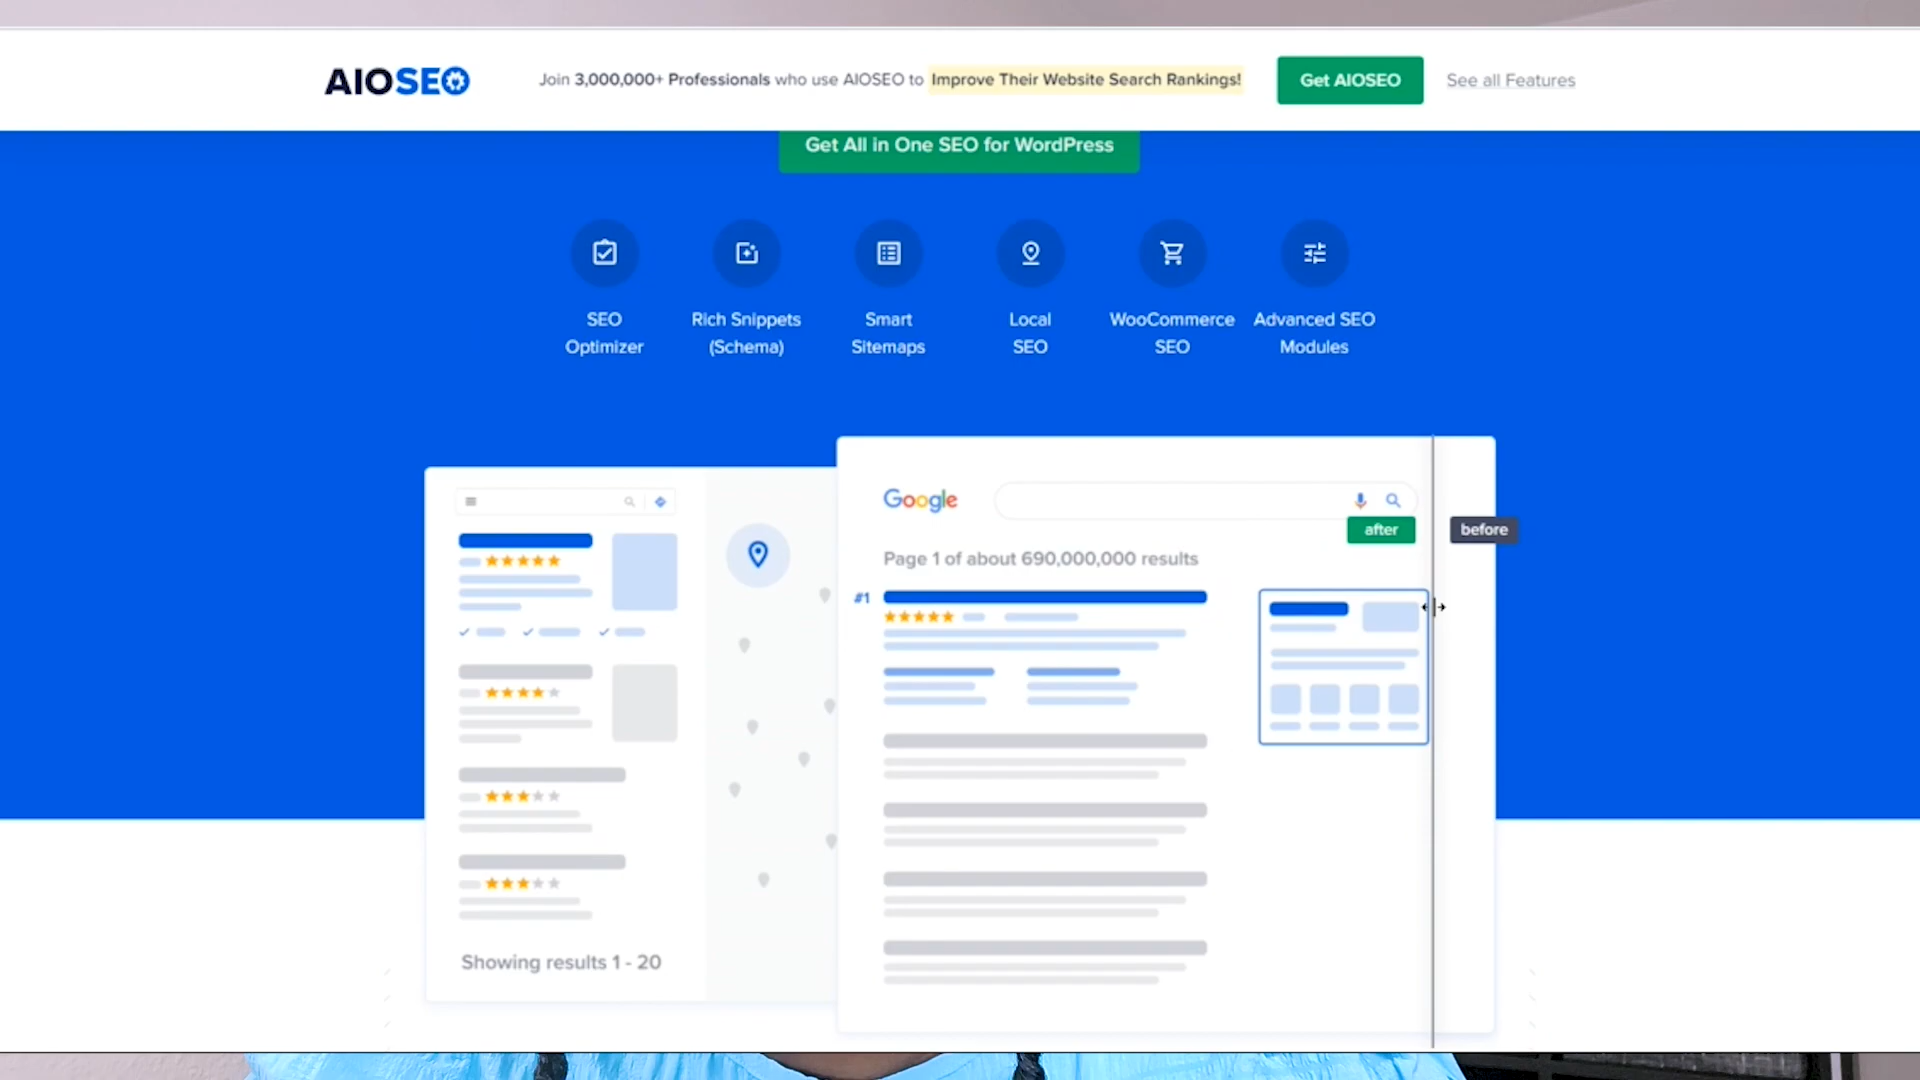 AIOSEO
Join 3,000,000+ Professionals who use AIOSEO to Improve Their Website Search Rankings!
Get AIOSEO
See all Features
Get All in One SEO for WordPress
SEO
Optimizer
Rich Snippets
(Schema)
Smart
Sitemaps
Local
SEO
WooCommerce
SEO
Advanced SEO
Modules
Google
after
before
Page 1 of about 690,000,000 results
#1
Showing results 1 - 20